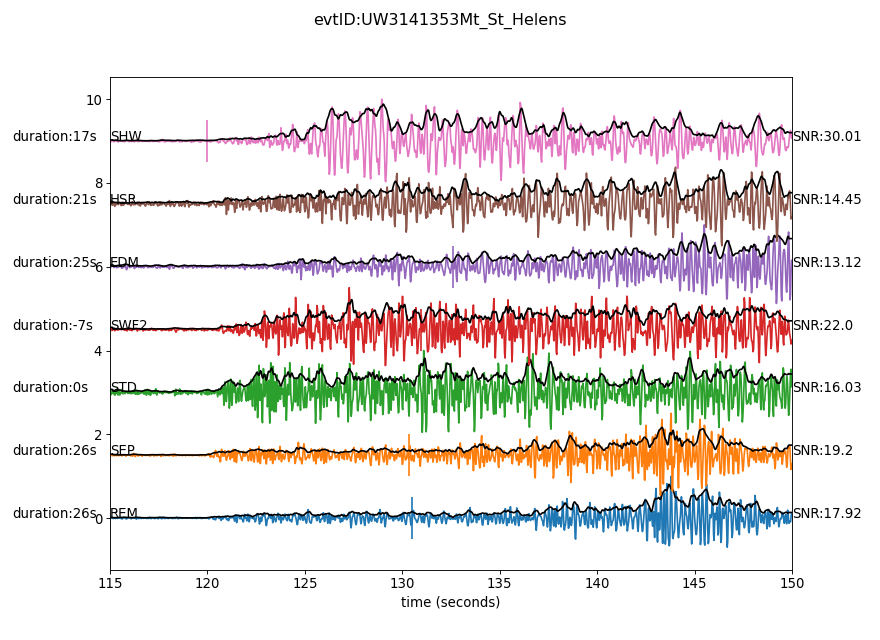 evtID:UW3141353Mt_St_Helens
10
duration:17s SHW SNR:30.01
8
duration:21s HSR SNR:14.45
duration:25s EDM SNR:13.12
6
duration:-7s SWF2 SNR:22.0
4
duration:0s STD SNR:16.03
2
duration:26s SEP SNR:19.2
duration:26s REM SNR:17.92
0
115 120 125 130 135 140 145 150
time (seconds)